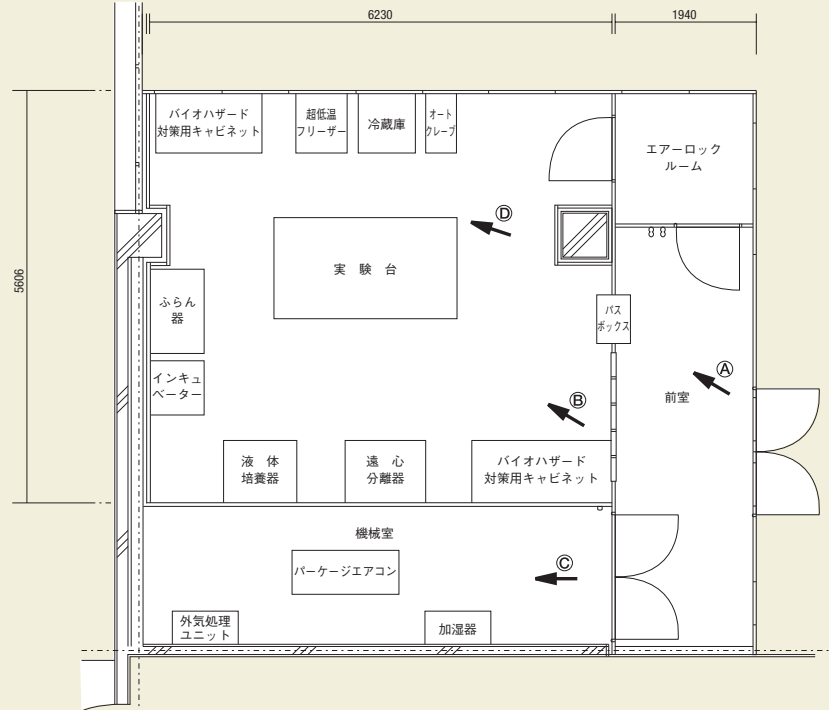 6230
1940
5606
バイオハザード
対策用キャビネット
超低温
フリーザー
冷蔵庫
オート
クレーブ
エアーロック
ルーム
D
実 験 台
ふらん
器
パス
ボックス
インキュ
ベーター
A
前室
B
液 体
培養器
遠 心
分離器
バイオハザード
対策用キャビネット
機械室
パーケージエアコン
C
外気処理
ユニット
加湿器